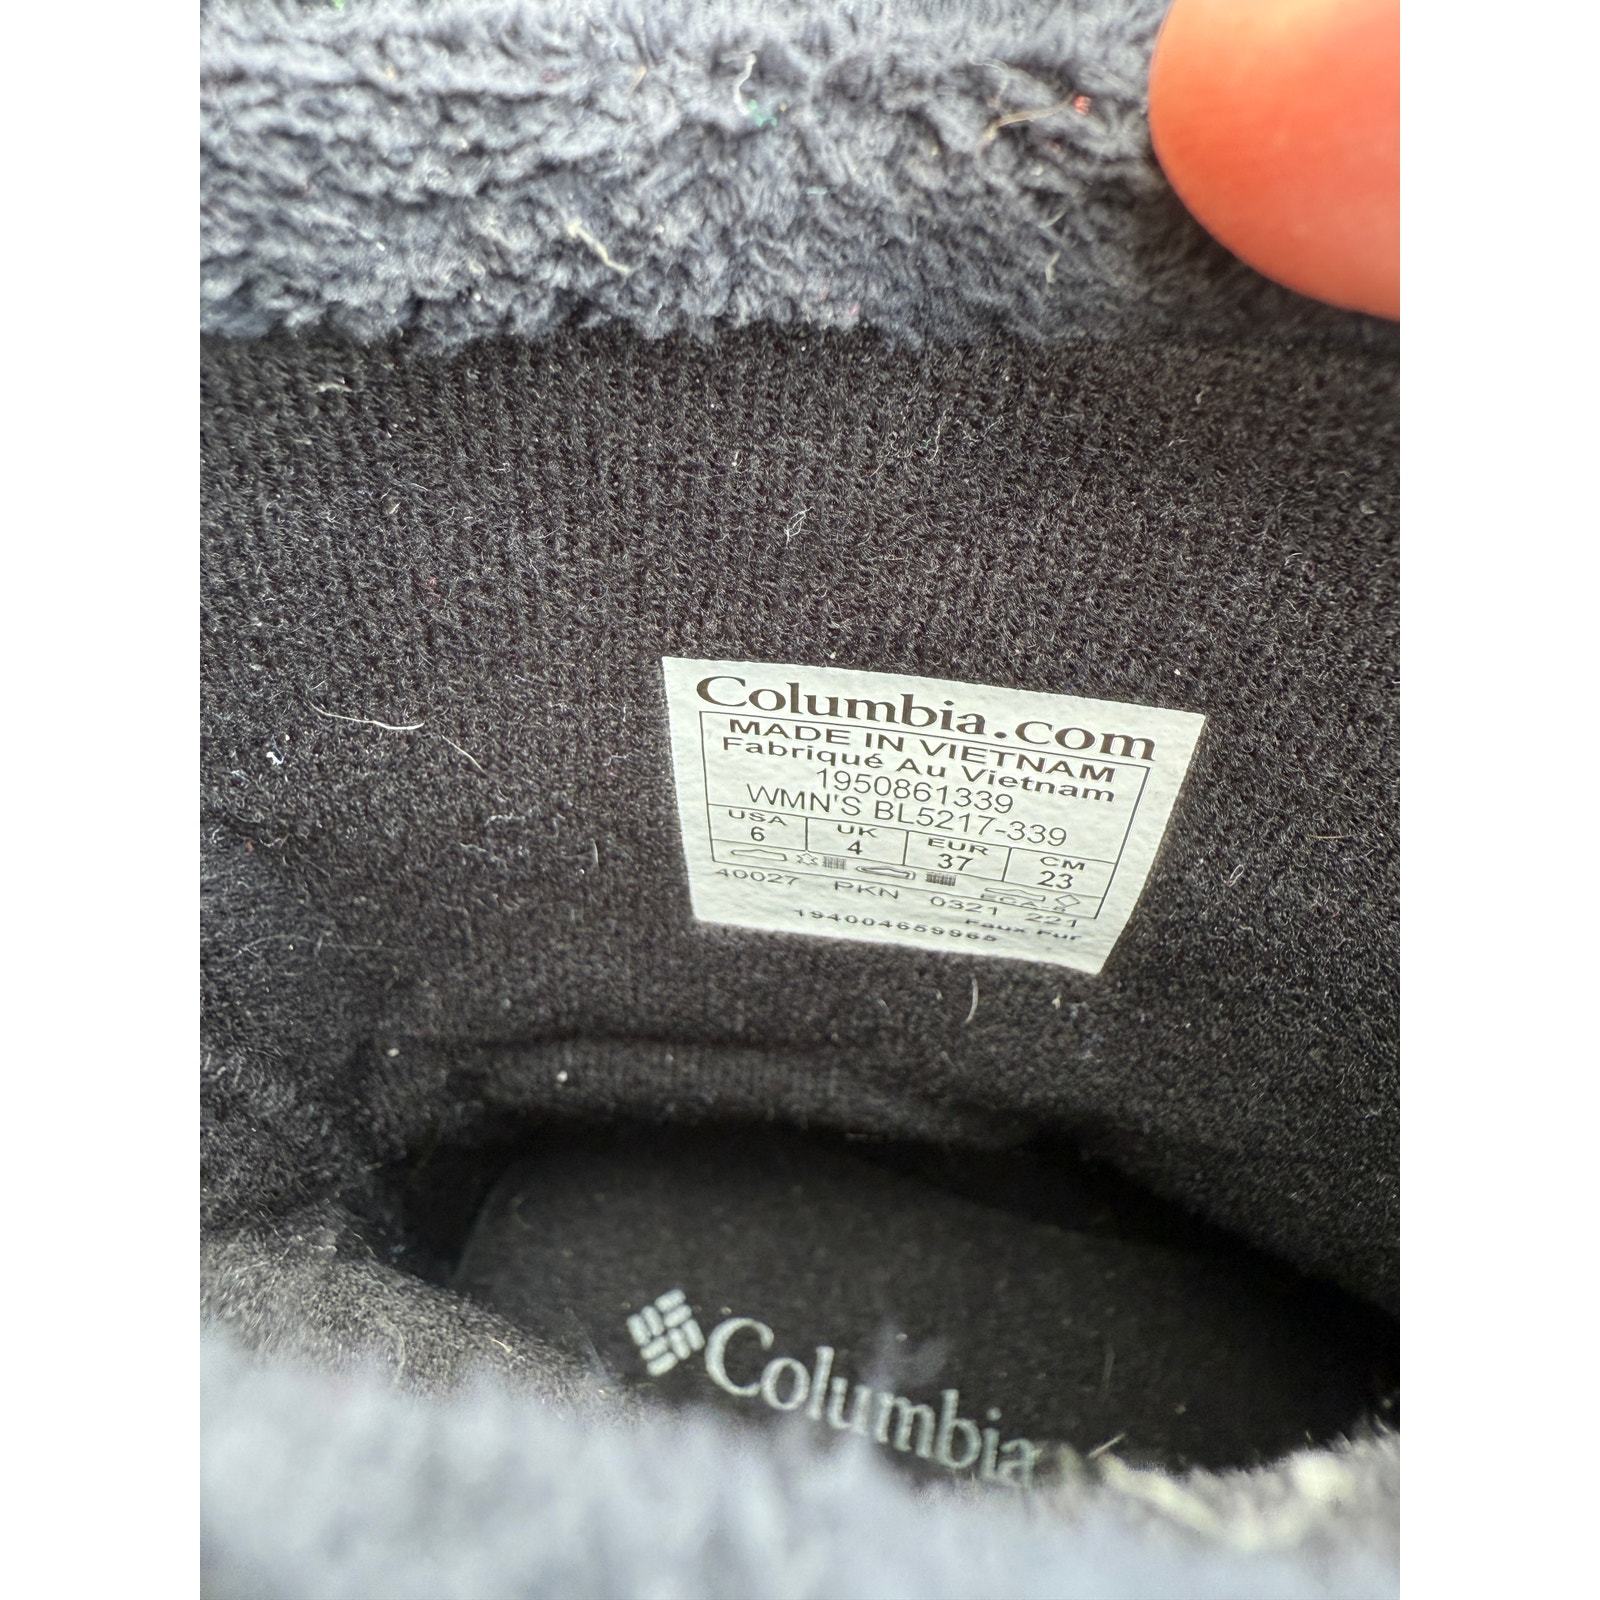 Columbia.com
MADE IN VIETNAM
Fabriqué Au Vietnam
1950861339
WMN'S BL5217-339
USA UK EUR CM
6 4 37 23
ECA-S
40027 PKN 0321 221
Faux Fur
194004659965
Columbia